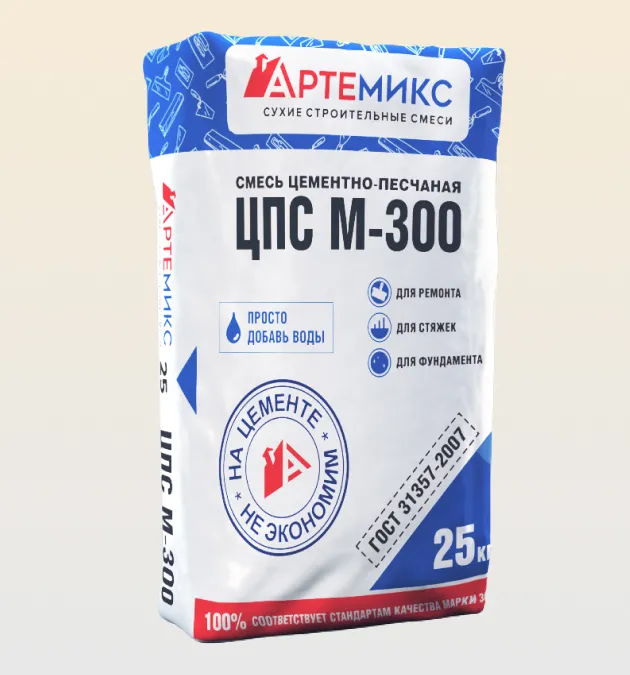 АРТЕМИКС
СУХИЕ СТРОИТЕЛЬНЫЕ СМЕСИ
СМЕСЬ ЦЕМЕНТНО-ПЕСЧАНАЯ
ЦПС М-300
ПРОСТО
ДОБАВЬ ВОДЫ
ДЛЯ РЕМОНТА
ДЛЯ СТЯЖЕК
ДЛЯ ФУНДАМЕНТА
НА ЦЕМЕНТЕ
* НЕ ЭКОНОМИМ *
ГОСТ 31357-2007
25 кг
100% СООТВЕТСТВУЕТ СТАНДАРТАМ КАЧЕСТВА МАРКИ
АРТЕМИКС 25 ЦПС М-300